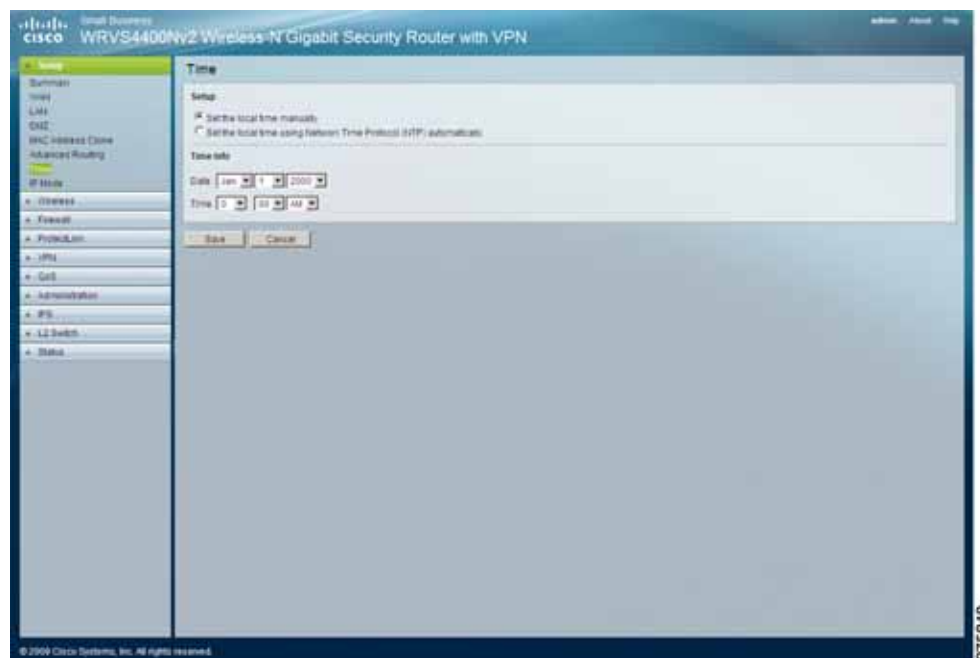 Small Business
cisco WRVS4400Nv2 Wireless-N Gigabit Security Router with VPN
admin About Help
Setup
Summary
WAN
LAN
DMZ
MAC Address Clone
Advanced Routing
Time
IP Mode
Wireless
Firewall
ProtectLink
VPN
QoS
Administration
IPS
L2 Switch
Status
Time
Setup
Set the local time manually
Set the local time using Network Time Protocol (NTP) automatically
Time Info
Date Jan 1 2000
Time 0 AM
Save Cancel
© 2009 Cisco Systems, Inc. All rights reserved.